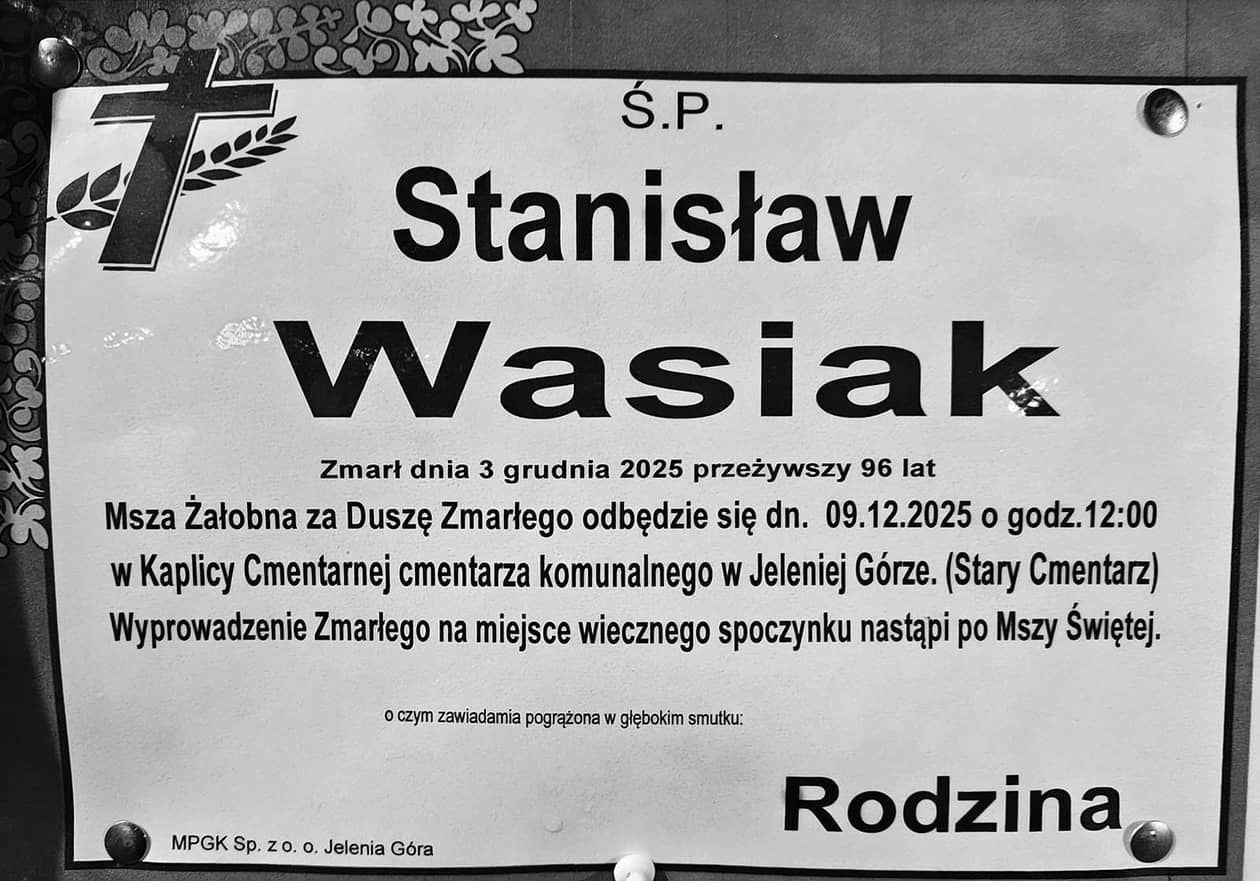 Ś.P.
Stanisław
Wasiak
Zmarł dnia 3 grudnia 2025 przeżywszy 96 lat
Msza Żałobna za Duszę Zmarłego odbędzie się dn. 09.12.2025 o godz.12:00
w Kaplicy Cmentarnej cmentarza komunalnego w Jeleniej Górze. (Stary Cmentarz)
Wyprowadzenie Zmarłego na miejsce wiecznego spoczynku nastąpi po Mszy Świętej.
o czym zawiadamia pogrążona w głębokim smutku:
Rodzina
MPGK Sp. z o. o. Jelenia Góra